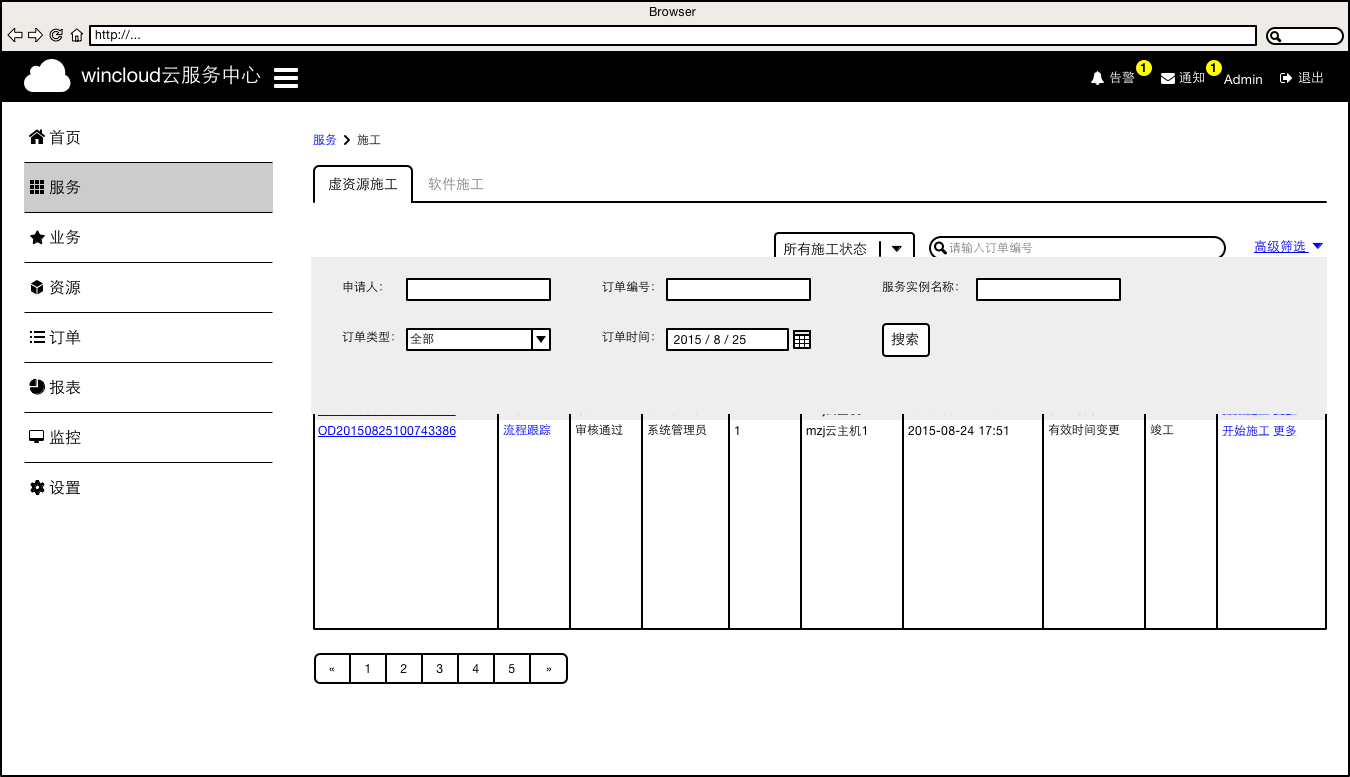 Browser
http://...
wincloud云服务中心
告警 1 通知 1 Admin 退出
首页
服务
业务
资源
订单
报表
监控
设置
服务 施工
虚资源施工 软件施工
所有施工状态 请输入订单编号 高级筛选
申请人: 订单编号: 服务实例名称:
订单类型: 全部 订单时间: 2015 / 8 / 25 搜索
OD20150825100743386 流程跟踪 审核通过 系统管理员 1 mzj云主机1 2015-08-24 17:51 有效时间变更 竣工 开始施工 更多
« 1 2 3 4 5 »